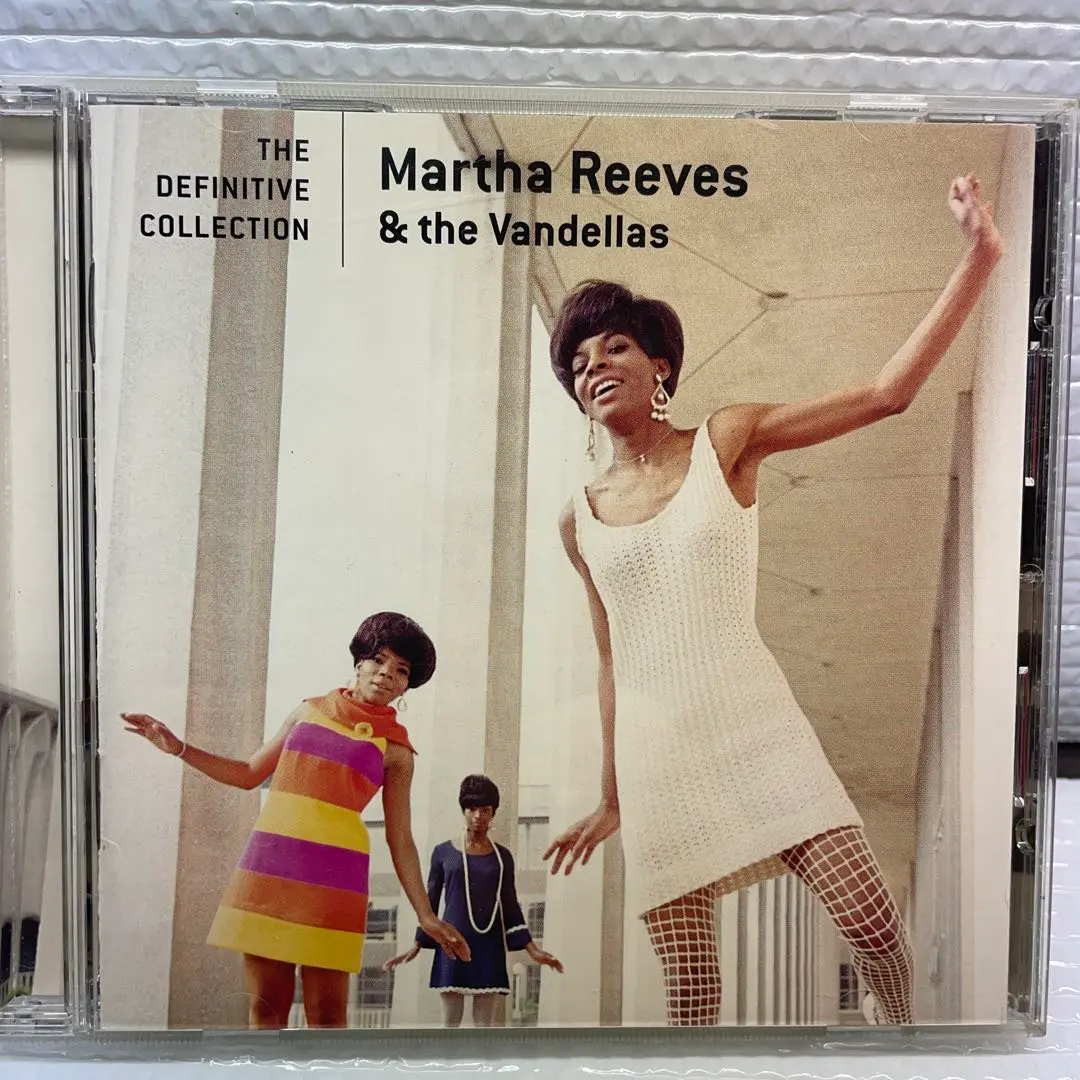 THE
DEFINITIVE
COLLECTION
Martha Reeves
& the Vandellas